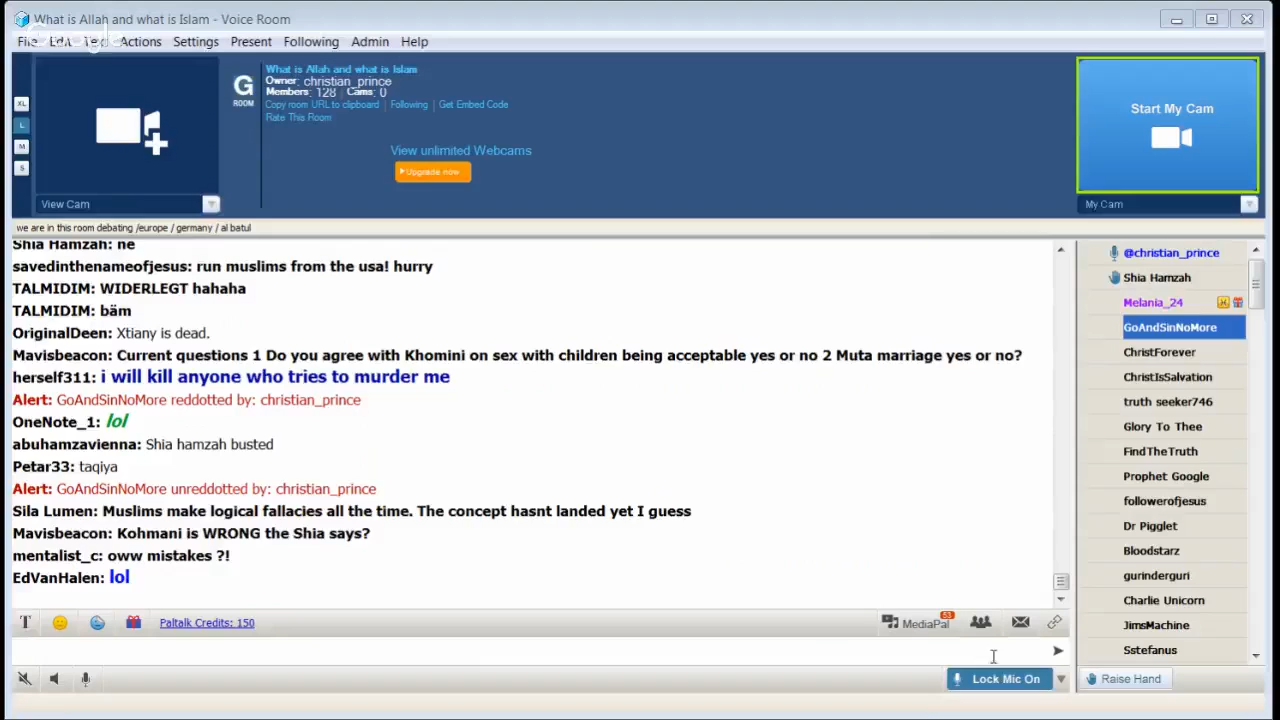 What is Allah and what is Islam - Voice Room
Google
File Edit Text Actions Settings Present Following Admin Help
XL
L
M
S
G
ROOM
What is Allah and what is Islam
Owner: christian_prince
Members: 128 Cams: 0
Copy room URL to clipboard | Following | Get Embed Code
Rate This Room
View unlimited Webcams
Upgrade now
Start My Cam
View Cam
My Cam
we are in this room debating /europe / germany / al batul
Shia Hamzah: ne
savedinthenameofjesus: run muslims from the usa! hurry
TALMIDIM: WIDERLEGT hahaha
TALMIDIM: bäm
OriginalDeen: Xtiany is dead.
Mavisbeacon: Current questions 1 Do you agree with Khomini on sex with children being acceptable yes or no 2 Muta marriage yes or no?
herself311: i will kill anyone who tries to murder me
Alert: GoAndSinNoMore reddotted by: christian_prince
OneNote_1: lol
abuhamzavienna: Shia hamzah busted
Petar33: taqiya
Alert: GoAndSinNoMore unreddotted by: christian_prince
Sila Lumen: Muslims make logical fallacies all the time. The concept hasnt landed yet I guess
Mavisbeacon: Kohmani is WRONG the Shia says?
mentalist_c: oww mistakes ?!
EdVanHalen: lol
@christian_prince
Shia Hamzah
Melania_24
GoAndSinNoMore
ChristForever
ChristIsSalvation
truth seeker746
Glory To Thee
FindTheTruth
Prophet Google
followerofjesus
Dr Pigglet
Bloodstarz
gurinderguri
Charlie Unicorn
JimsMachine
Sstefanus
T
Paltalk Credits: 150
MediaPal
53
Lock Mic On
Raise Hand